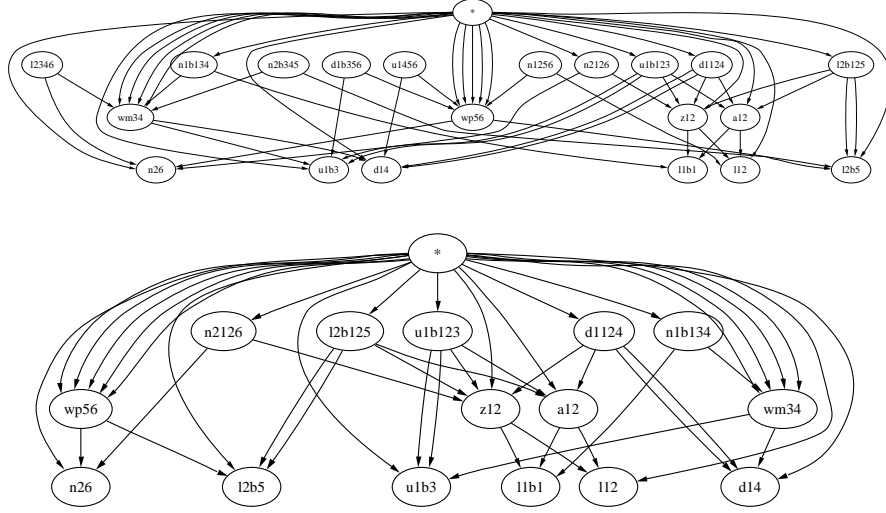 *
l2346 n1b134 n2b345 d1b356 u1456 n1256 n2126 u1b123 d1124 l2b125
wm34 wp56 z12 a12
n26 u1b3 d14 l1b1 l12 l2b5
*
n2126 l2b125 u1b123 d1124 n1b134
wp56 z12 a12 wm34
n26 l2b5 u1b3 l1b1 l12 d14